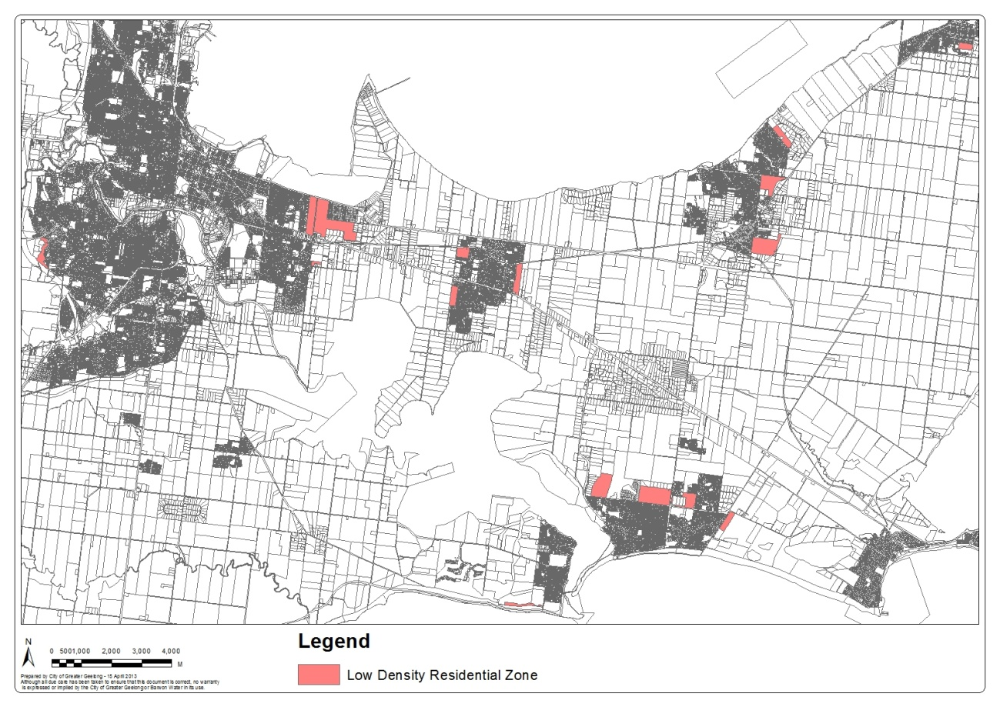 Legend
N
0 5001,000 2,000 3,000 4,000
M
Low Density Residential Zone
Prepared by City of Greater Geelong - 15 April 2013
Although all due care has been taken to ensure that this document is correct, no warranty
is expressed or implied by the City of Greater Geelong or Barwon Water in its use.